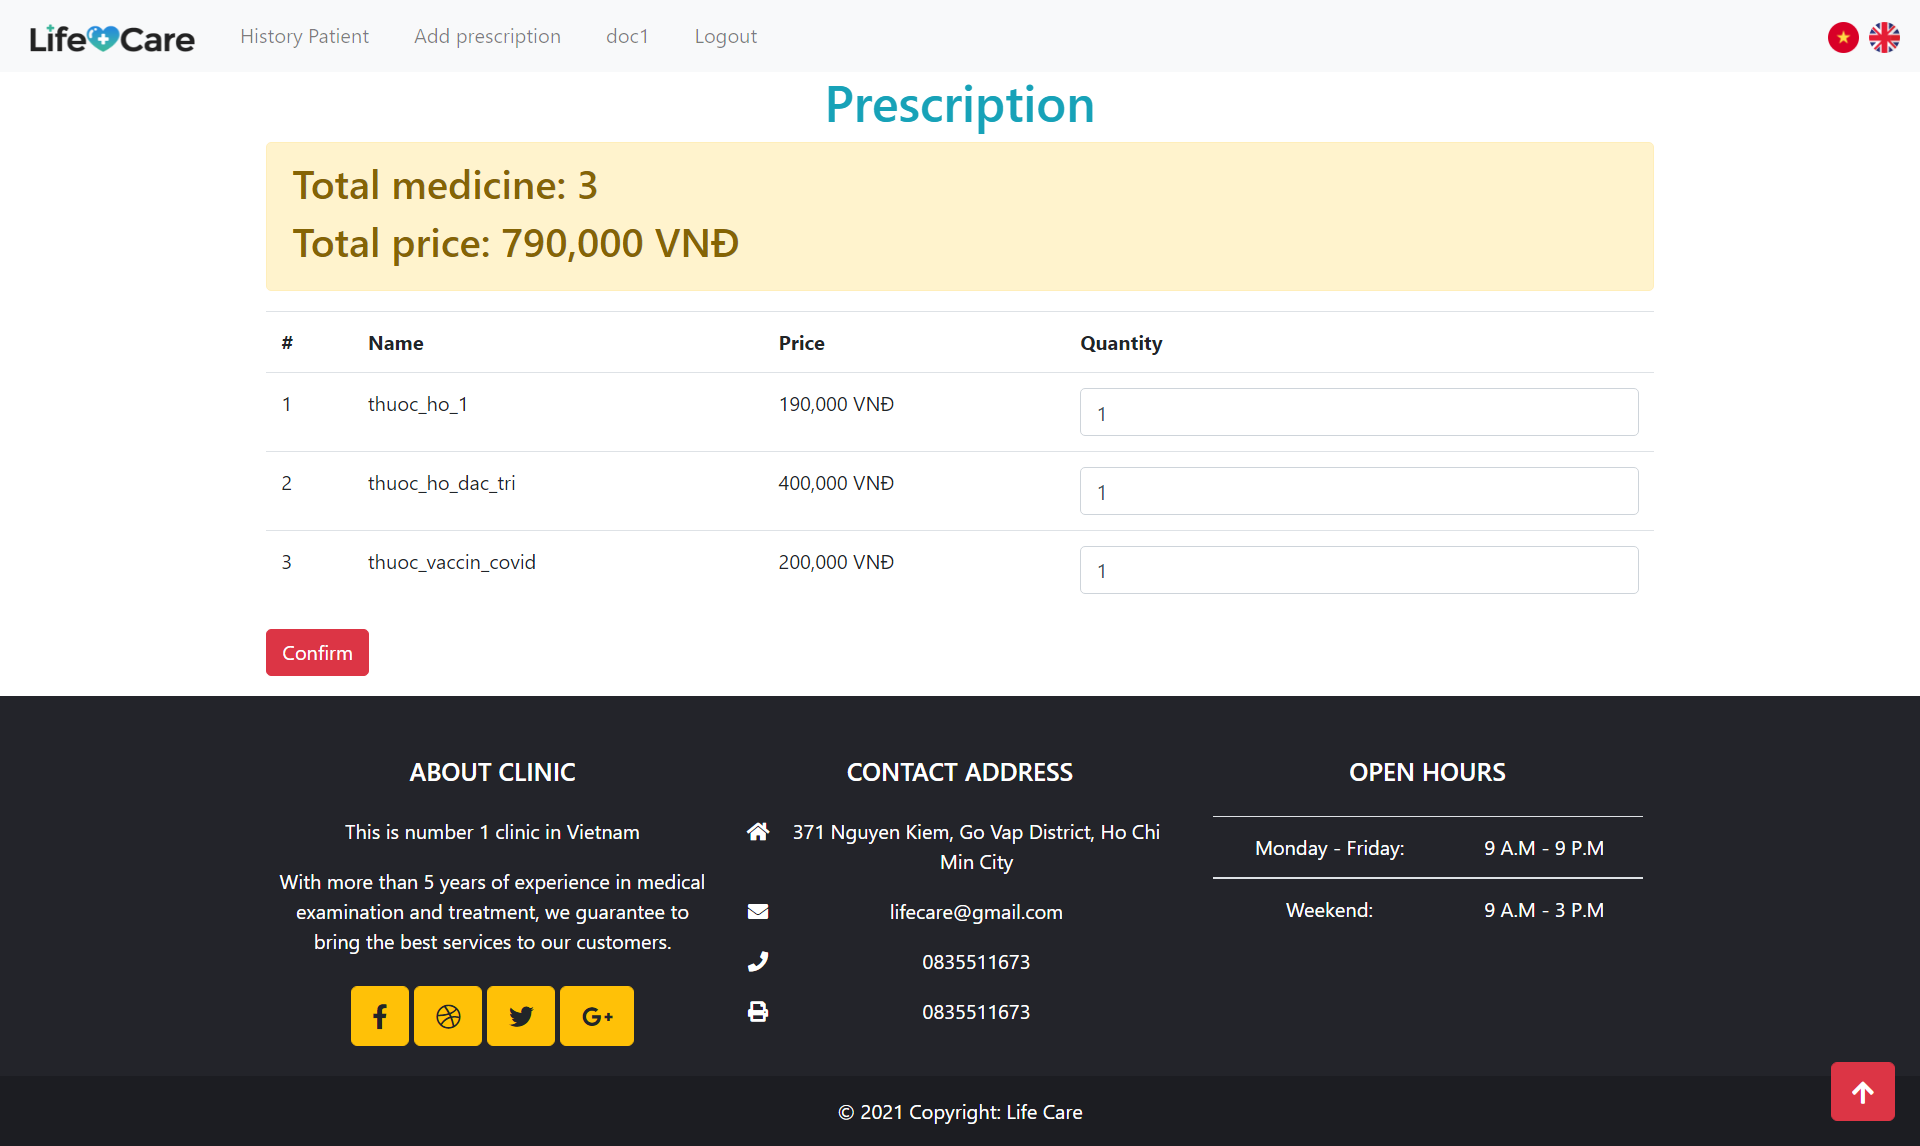 Life Care
History Patient
Add prescription
doc1
Logout
Prescription
Total medicine: 3
Total price: 790,000 VNĐ
# Name Price Quantity
1 thuoc_ho_1 190,000 VNĐ 1
2 thuoc_ho_dac_tri 400,000 VNĐ 1
3 thuoc_vaccin_covid 200,000 VNĐ 1
Confirm
ABOUT CLINIC
This is number 1 clinic in Vietnam
With more than 5 years of experience in medical
examination and treatment, we guarantee to
bring the best services to our customers.
CONTACT ADDRESS
371 Nguyen Kiem, Go Vap District, Ho Chi
Min City
lifecare@gmail.com
0835511673
0835511673
OPEN HOURS
Monday - Friday: 9 A.M - 9 P.M
Weekend: 9 A.M - 3 P.M
© 2021 Copyright: Life Care